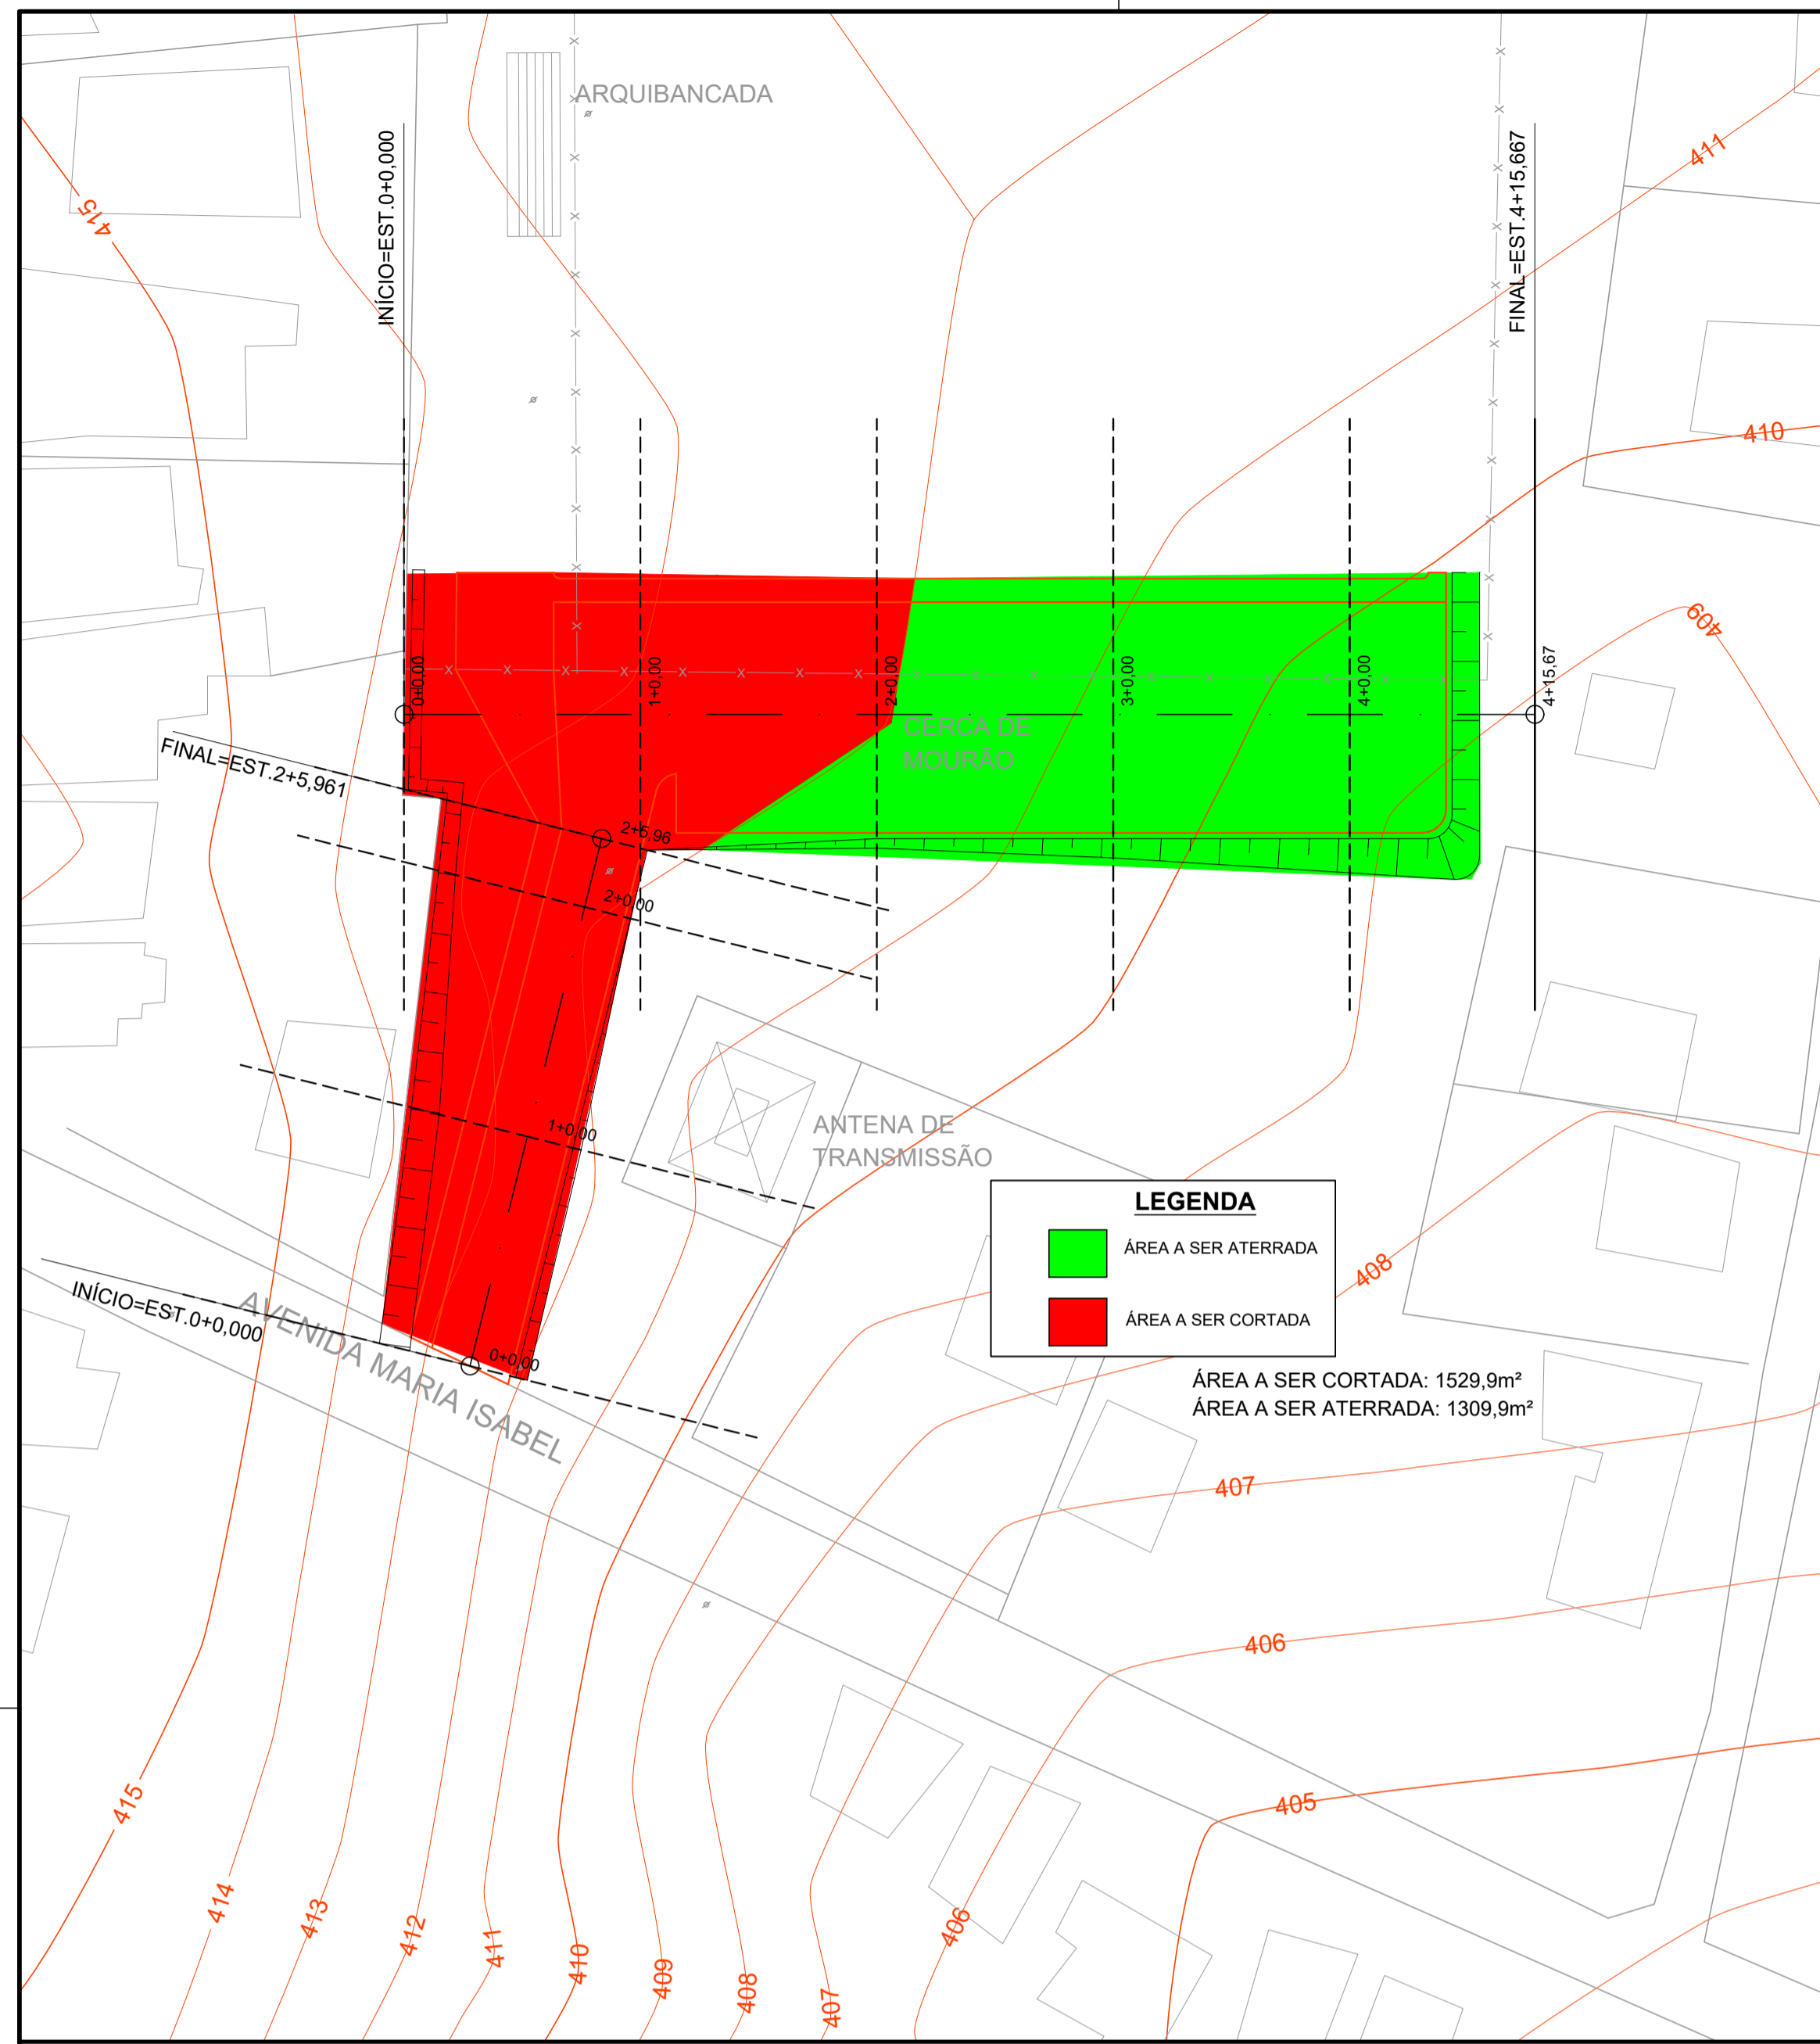 ARQUIBANCADA
INÍCIO=EST.0+0,000
FINAL=EST.4+15,667
411
415
410
409
0+0,00
1+0,00
2+0,00
3+0,00
4+0,00
4+15,67
CERCA DE
MOURÃO
FINAL=EST.2+5,961
2+5,96
2+0,00
1+0,00
ANTENA DE
TRANSMISSÃO
LEGENDA
ÁREA A SER ATERRADA
ÁREA A SER CORTADA
408
INÍCIO=EST.0+0,000
0+0,00
AVENIDA MARIA ISABEL
ÁREA A SER CORTADA: 1529,9m²
ÁREA A SER ATERRADA: 1309,9m²
407
406
405
415
414
413
412
411
410
409
408
407
406